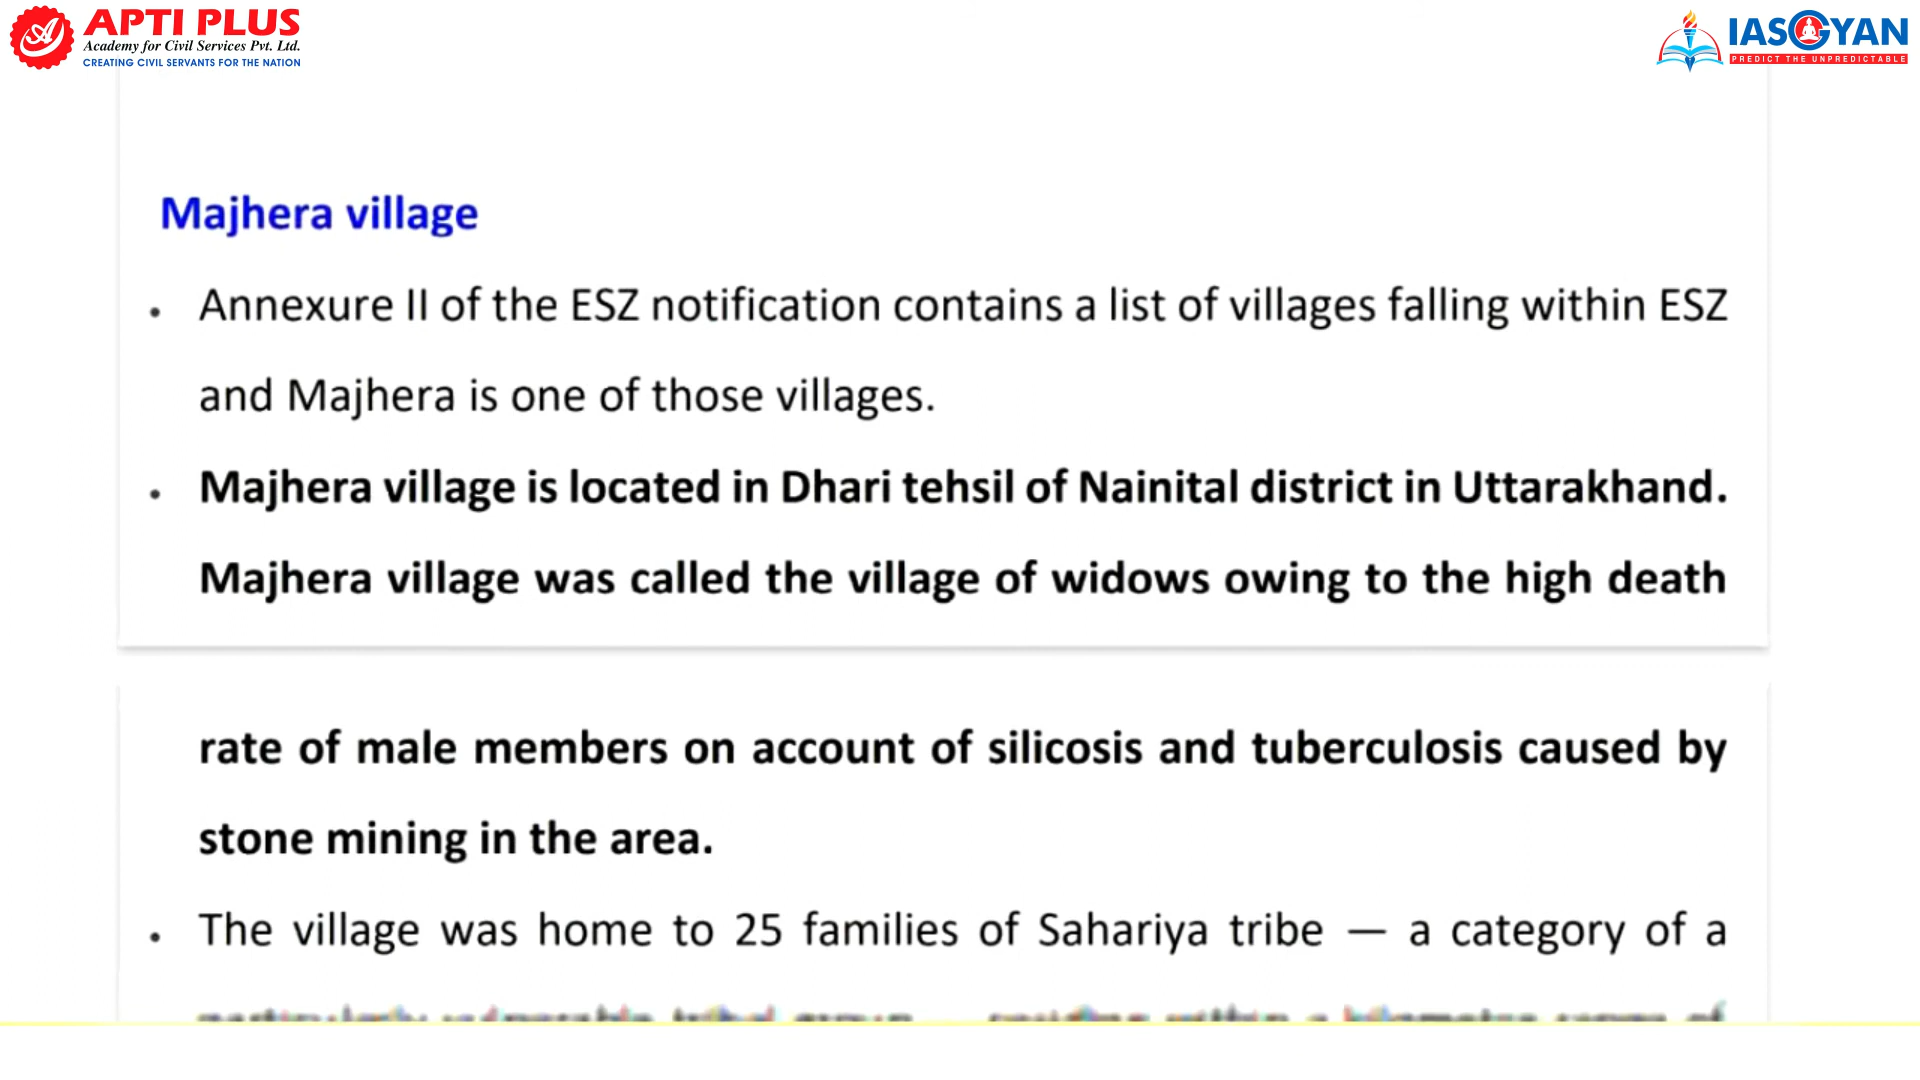 APTI PLUS
Academy for Civil Services Pvt. Ltd.
CREATING CIVIL SERVANTS FOR THE NATION
IASGYAN
PREDICT THE UNPREDICTABLE
Majhera village
• Annexure II of the ESZ notification contains a list of villages falling within ESZ
and Majhera is one of those villages.
• Majhera village is located in Dhari tehsil of Nainital district in Uttarakhand.
Majhera village was called the village of widows owing to the high death
rate of male members on account of silicosis and tuberculosis caused by
stone mining in the area.
• The village was home to 25 families of Sahariya tribe — a category of a